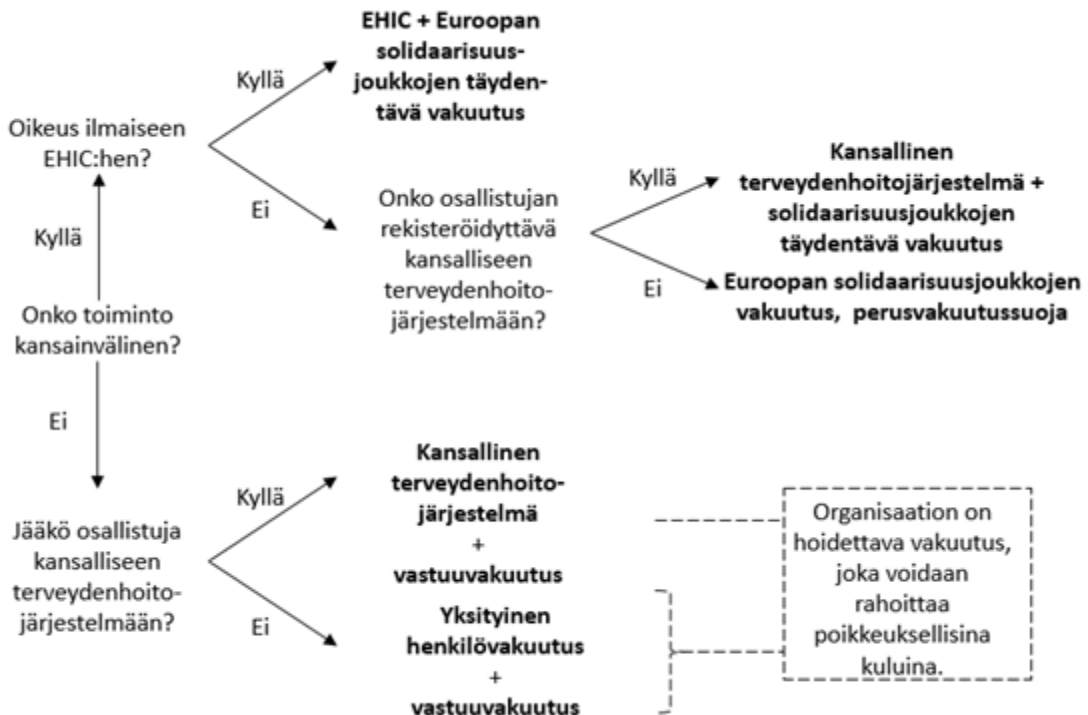 EHIC + Euroopan
solidaarisuus-
joukkojen täyden-
tävä vakuutus
Kyllä
Oikeus ilmaiseen
EHIC:hen?
Ei
Kyllä
Onko toiminto
kansainvälinen?
Onko osallistujan
rekisteröidyttävä
kansalliseen
terveydenhoito-
järjestelmään?
Kyllä
Kansallinen
terveydenhoitojärjestelmä +
solidaarisuusjoukkojen
täydentävä vakuutus
Ei
Euroopan solidaarisuusjoukkojen
vakuutus, perusvakuutussuoja
Ei
Jääkö osallistuja
kansalliseen
terveydenhoito-
järjestelmään?
Kyllä
Kansallinen
terveydenhoito-
järjestelmä
+
vastuuvakuutus
Ei
Yksityinen
henkilövakuutus
+
vastuuvakuutus
Organisaation on
hoidettava vakuutus,
joka voidaan
rahoittaa
poikkeuksellisina
kuluina.